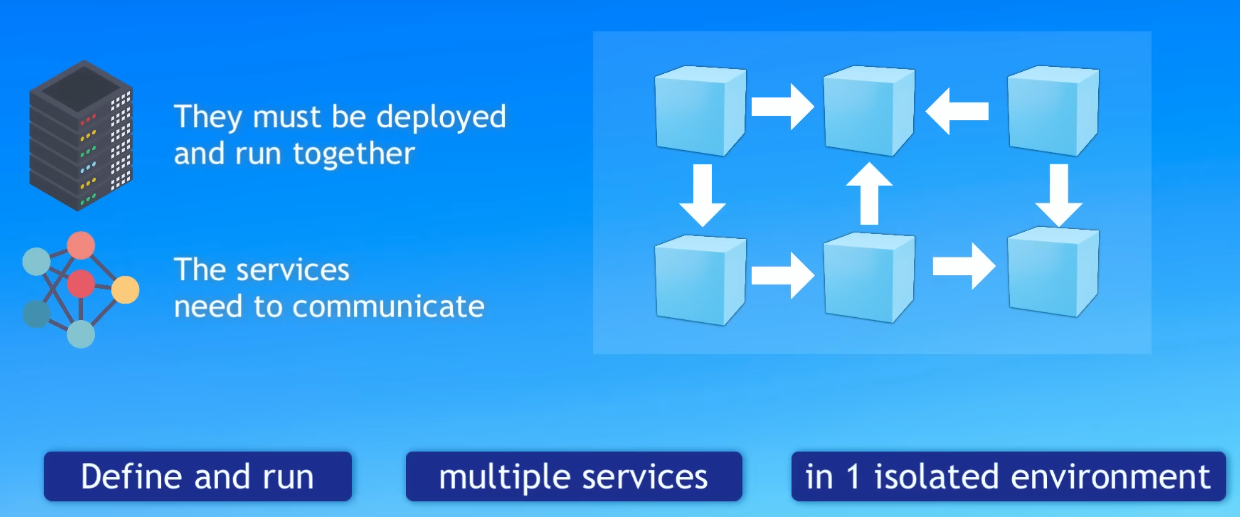 They must be deployed
and run together
The services
need to communicate
Define and run
multiple services
in 1 isolated environment